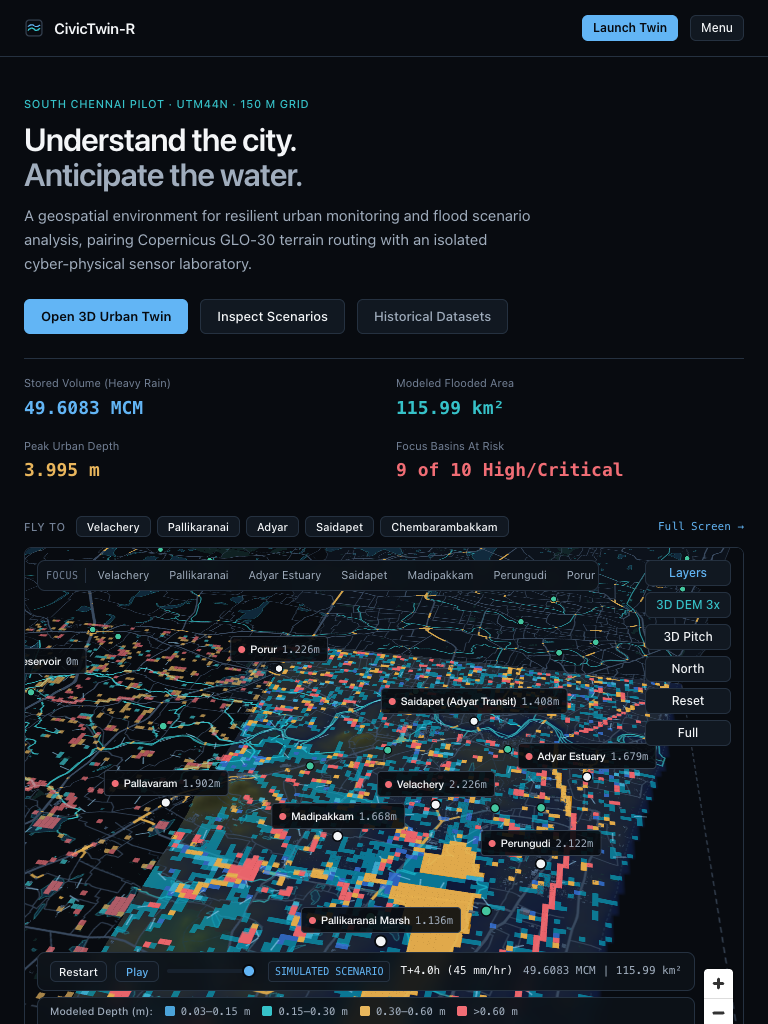 CivicTwin-R
Launch Twin
Menu
SOUTH CHENNAI PILOT · UTM44N · 150 M GRID
Understand the city.
Anticipate the water.
A geospatial environment for resilient urban monitoring and flood scenario
analysis, pairing Copernicus GLO-30 terrain routing with an isolated
cyber-physical sensor laboratory.
Open 3D Urban Twin
Inspect Scenarios
Historical Datasets
Stored Volume (Heavy Rain)
49.6083 MCM
Modeled Flooded Area
115.99 km²
Peak Urban Depth
3.995 m
Focus Basins At Risk
9 of 10 High/Critical
FLY TO Velachery Pallikaranai Adyar Saidapet Chembarambakkam Full Screen →
FOCUS Velachery Pallikaranai Adyar Estuary Saidapet Madipakkam Perungudi Porur
Layers
3D DEM 3x
3D Pitch
North
Reset
Full
Porur 1.226m
eservoir 0m
Saidapet (Adyar Transit) 1.408m
Adyar Estuary 1.679m
Pallavaram 1.902m
Velachery 2.226m
Madipakkam 1.668m
Perungudi 2.122m
Pallikaranai Marsh 1.136m
Restart Play SIMULATED SCENARIO T+4.0h (45 mm/hr) 49.6083 MCM | 115.99 km²
Modeled Depth (m): 0.03–0.15 m 0.15–0.30 m 0.30–0.60 m >0.60 m